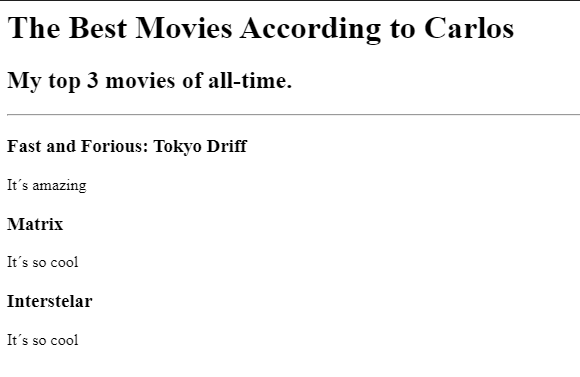 The Best Movies According to Carlos
My top 3 movies of all-time.
Fast and Forious: Tokyo Driff
It´s amazing
Matrix
It´s so cool
Interstelar
It´s so cool